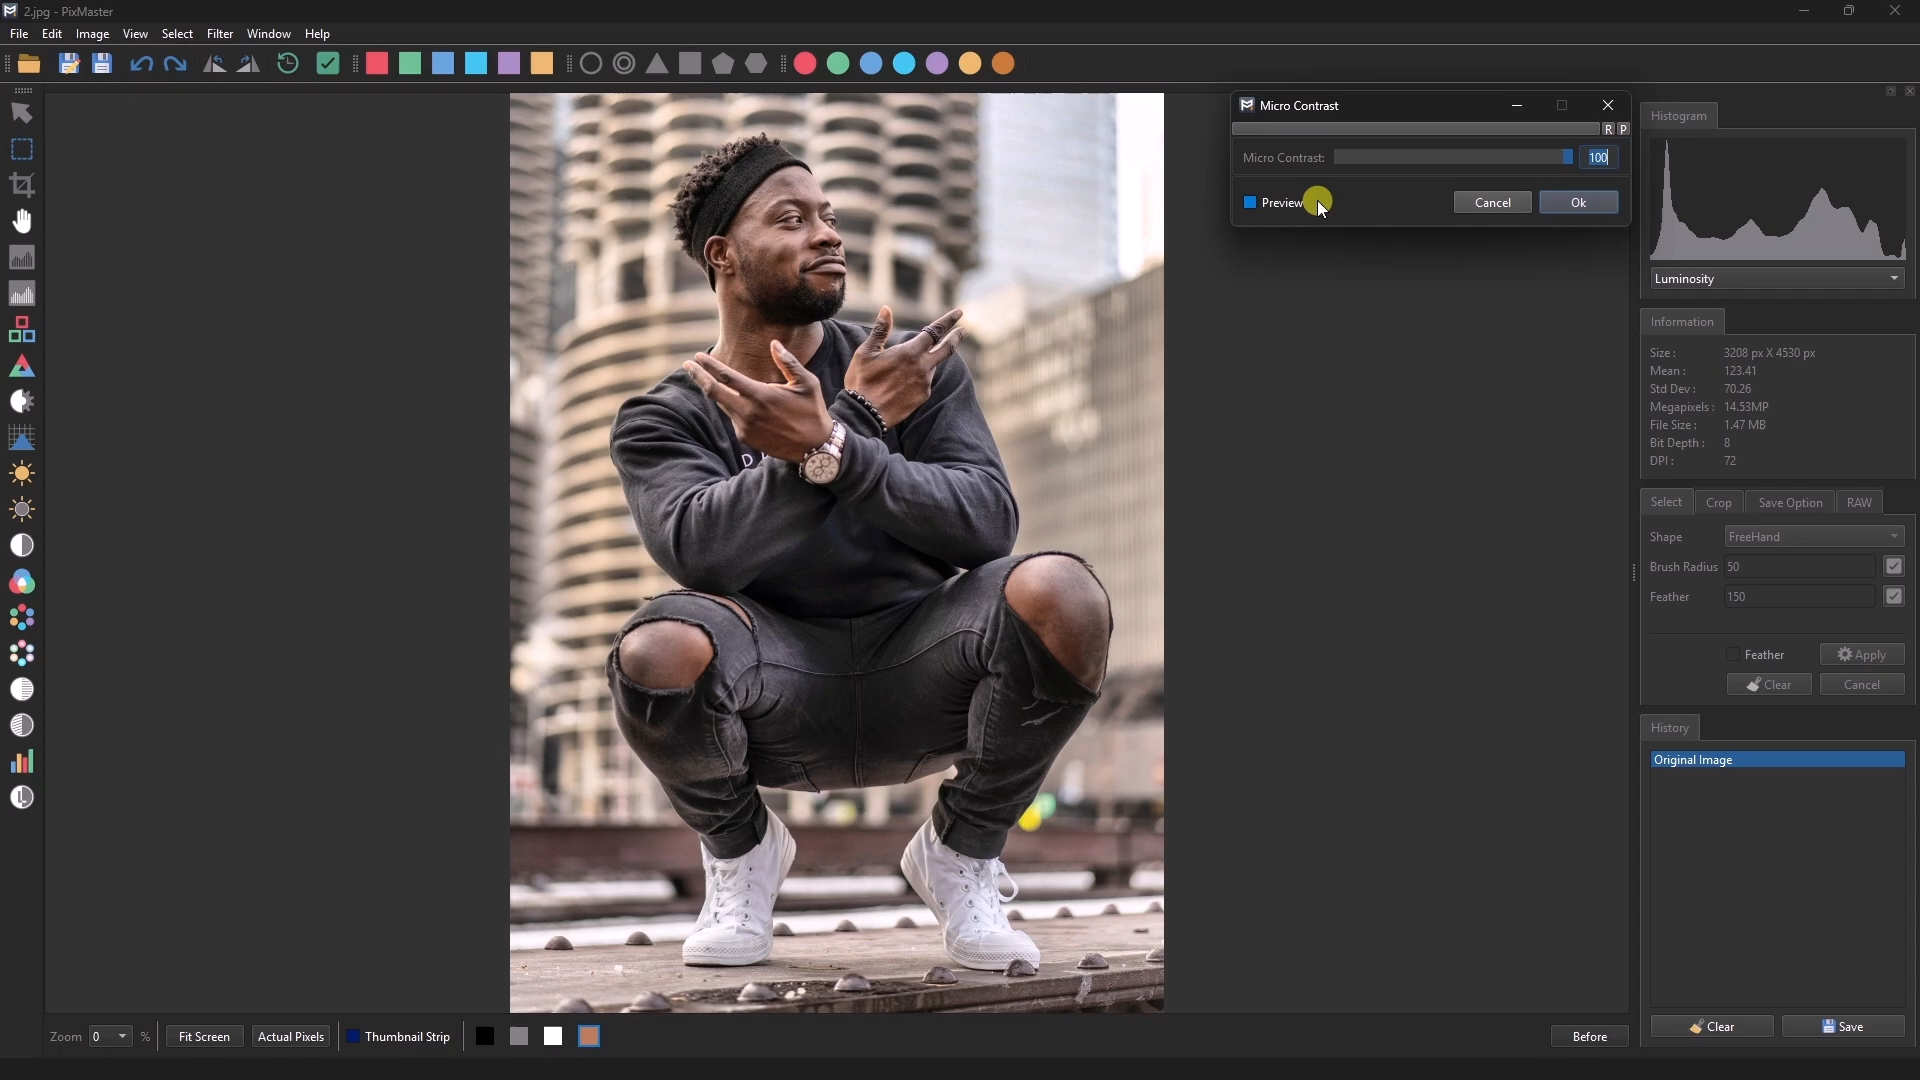 2.jpg - PixMaster
File Edit Image View Select Filter Window Help
Micro Contrast
R P
Micro Contrast: 100
Preview Cancel Ok
Histogram
Luminosity
Information
Size : 3208 px X 4530 px
Mean : 123.41
Std Dev : 70.26
Megapixels : 14.53MP
File Size : 1.47 MB
Bit Depth : 8
DPI : 72
Select Crop Save Option RAW
Shape FreeHand
Brush Radius 50
Feather 150
Feather Apply
Clear Cancel
History
Original Image
Clear Save
D
Zoom 0 % Fit Screen Actual Pixels Thumbnail Strip Before